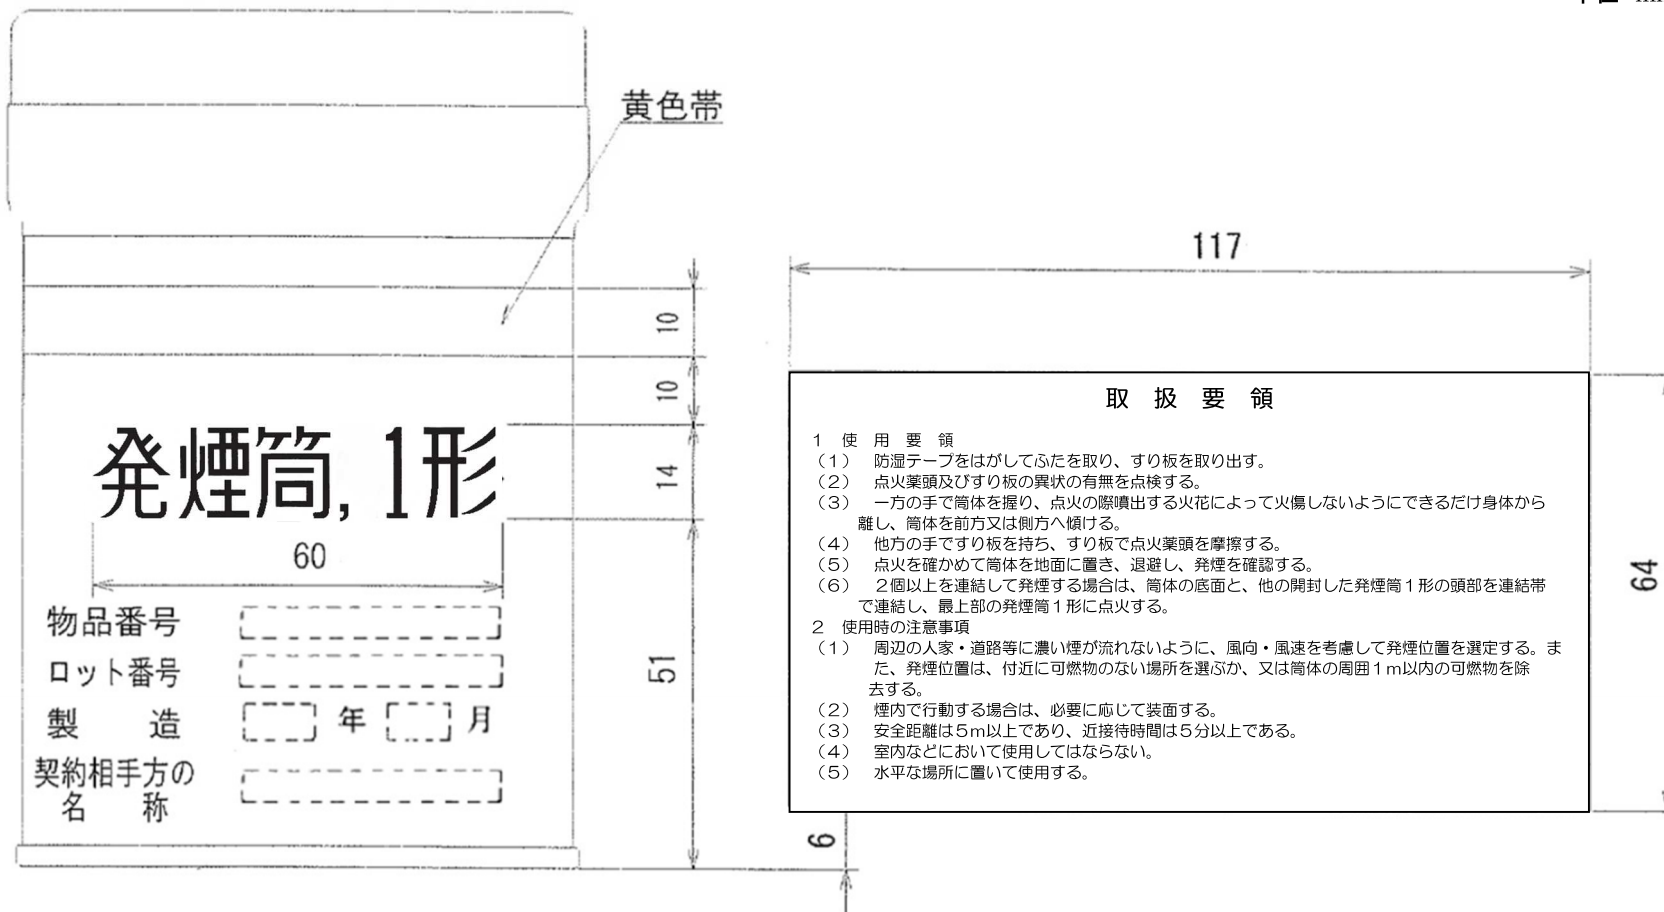 黄色帯
10
10
発煙筒, 1形
14
60
物品番号
ロット番号
製　造　年　月
契約相手方の
名　称
51
117
取 扱 要 領
1　使 用 要 領
（1）　防湿テープをはがしてふたを取り、すり板を取り出す。
（2）　点火薬頭及びすり板の異状の有無を点検する。
（3）　一方の手で筒体を握り、点火の際噴出する火花によって火傷しないようにできるだけ身体から
離し、筒体を前方又は側方へ傾ける。
（4）　他方の手ですり板を持ち、すり板で点火薬頭を摩擦する。
（5）　点火を確かめて筒体を地面に置き、退避し、発煙を確認する。
（6）　2個以上を連結して発煙する場合は、筒体の底面と、他の開封した発煙筒1形の頭部を連結帯
で連結し、最上部の発煙筒1形に点火する。
2　使用時の注意事項
（1）　周辺の人家・道路等に濃い煙が流れないように、風向・風速を考慮して発煙位置を選定する。ま
た、発煙位置は、付近に可燃物のない場所を選ぶか、又は筒体の周囲1m以内の可燃物を除
去する。
（2）　煙内で行動する場合は、必要に応じて装面する。
（3）　安全距離は5m以上であり、近接待時間は5分以上である。
（4）　室内などにおいて使用してはならない。
（5）　水平な場所に置いて使用する。
64
6